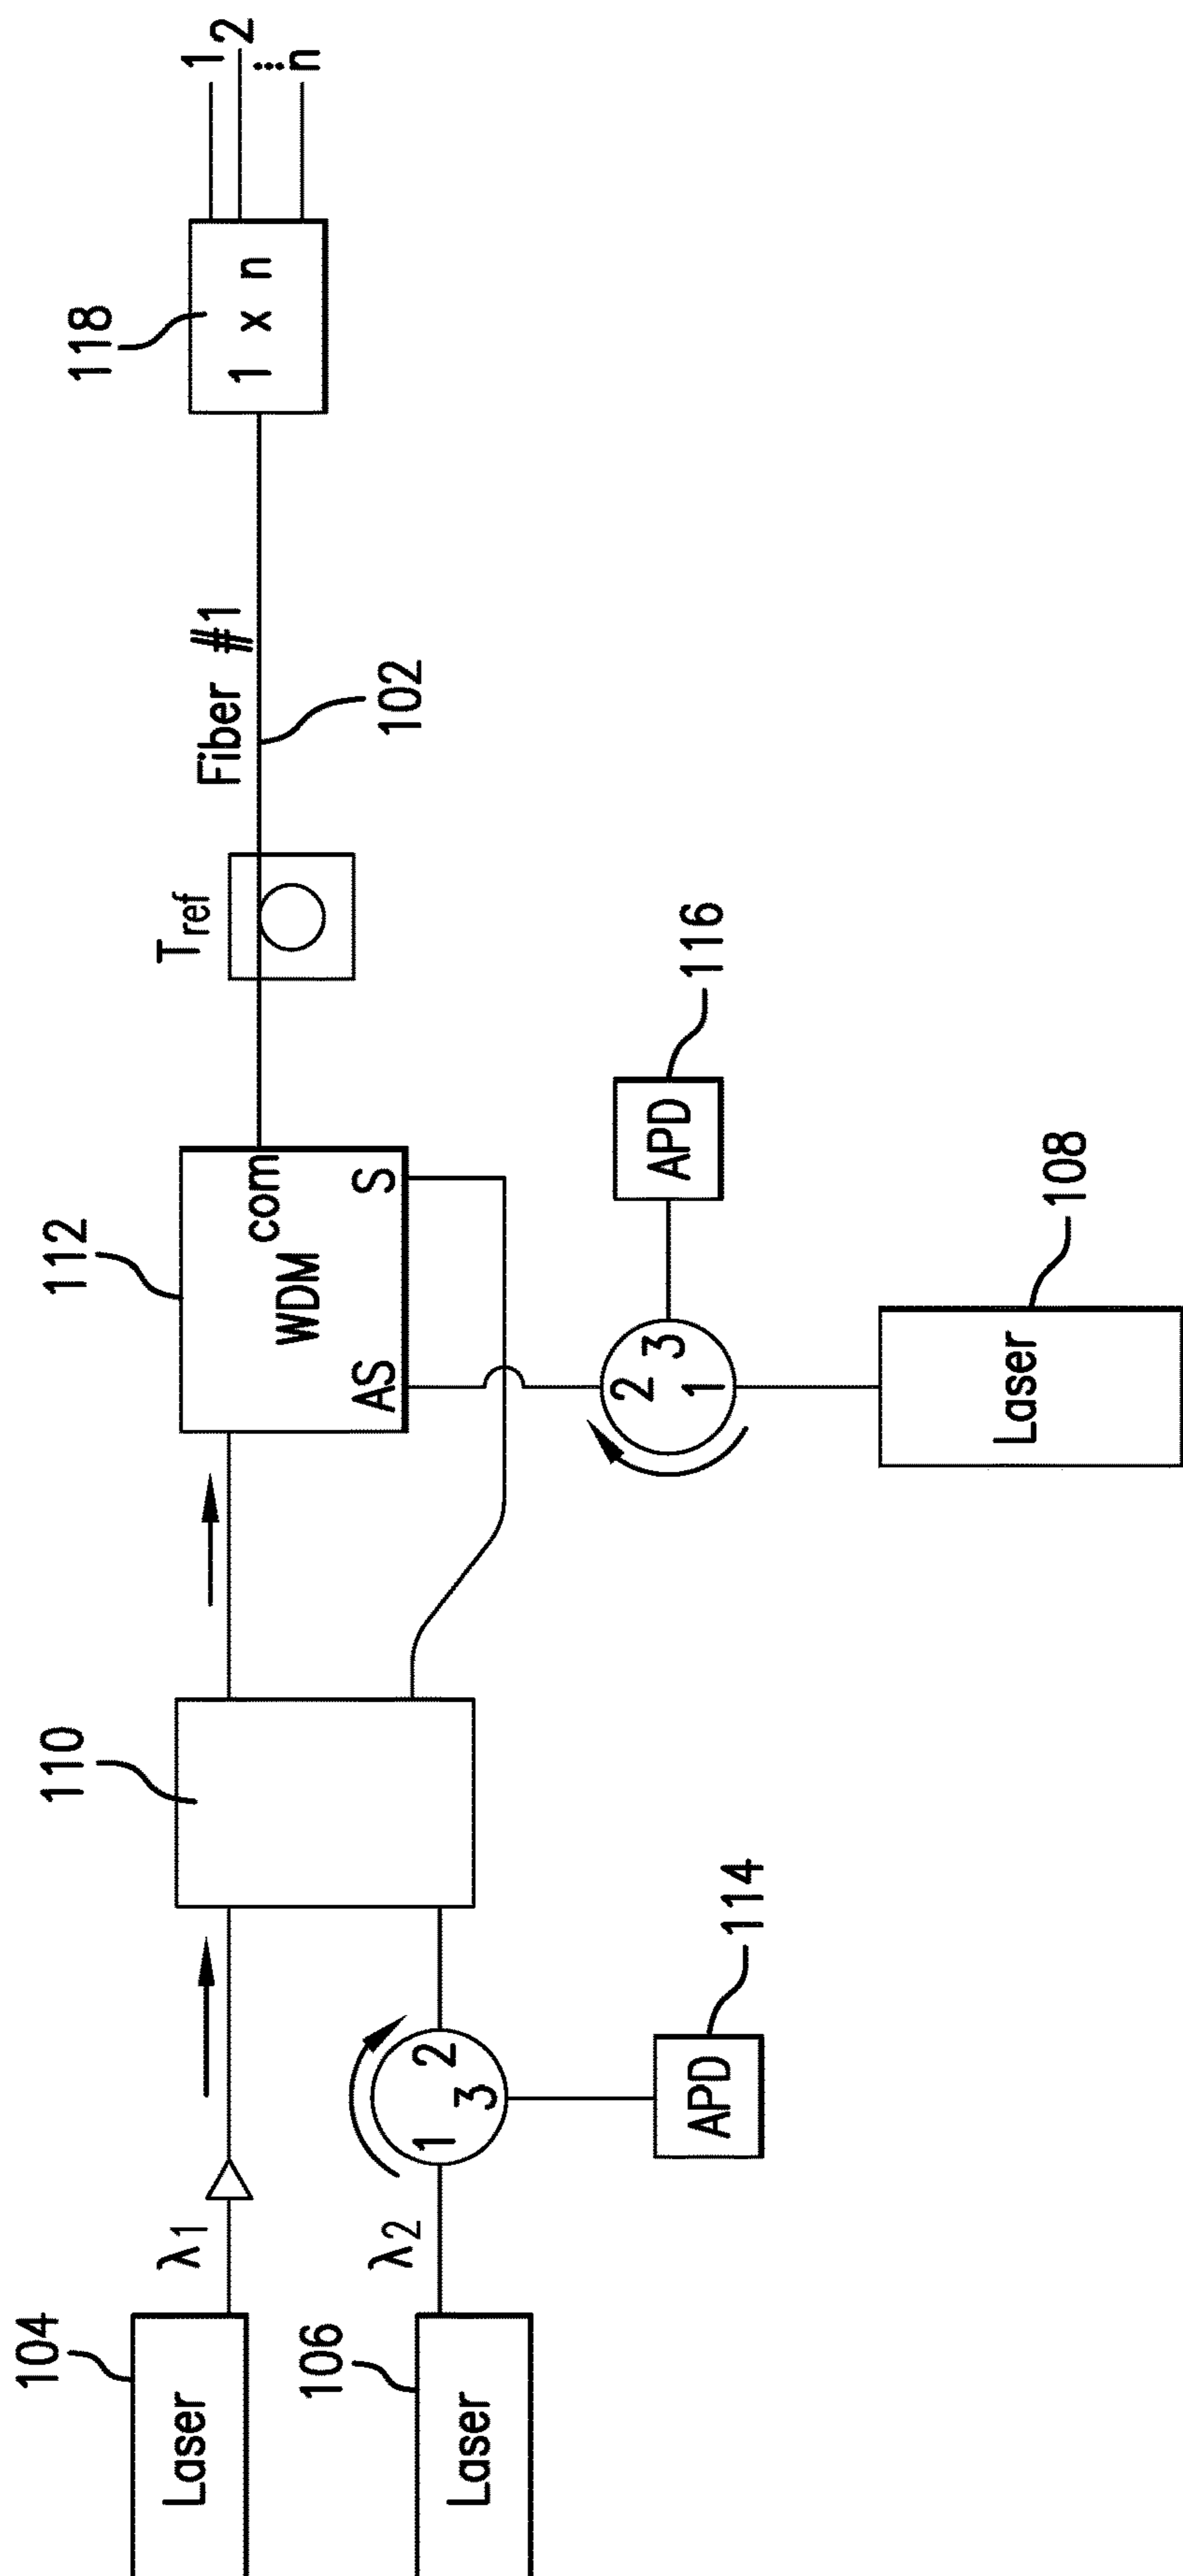 104
Laser
λ1
106
Laser
λ2
1
2
3
APD
114
110
112
WDM
com
AS
S
2
3
1
APD
116
Laser
108
Tref
Fiber #1
102
118
1 x n
1
2
⋮
n